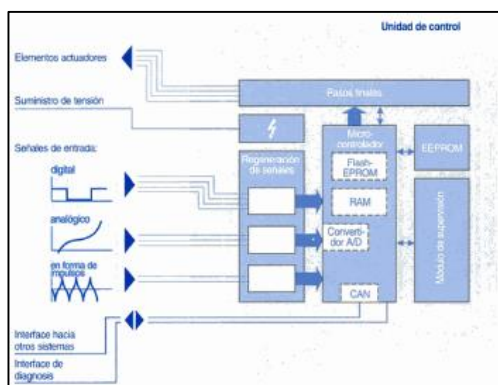 Unidad de control
Elementos actuadores
Pasos finales
Suministro de tensión
Micro-
controlador
Señales de entrada:
Regeneración
de señales
Flash-
EPROM
EEPROM
digital
RAM
analógico
Convertidor A/D
Módulo de supervisión
en forma de
impulsos
CAN
Interface hacia
otros sistemas
Interface de
diagnosis